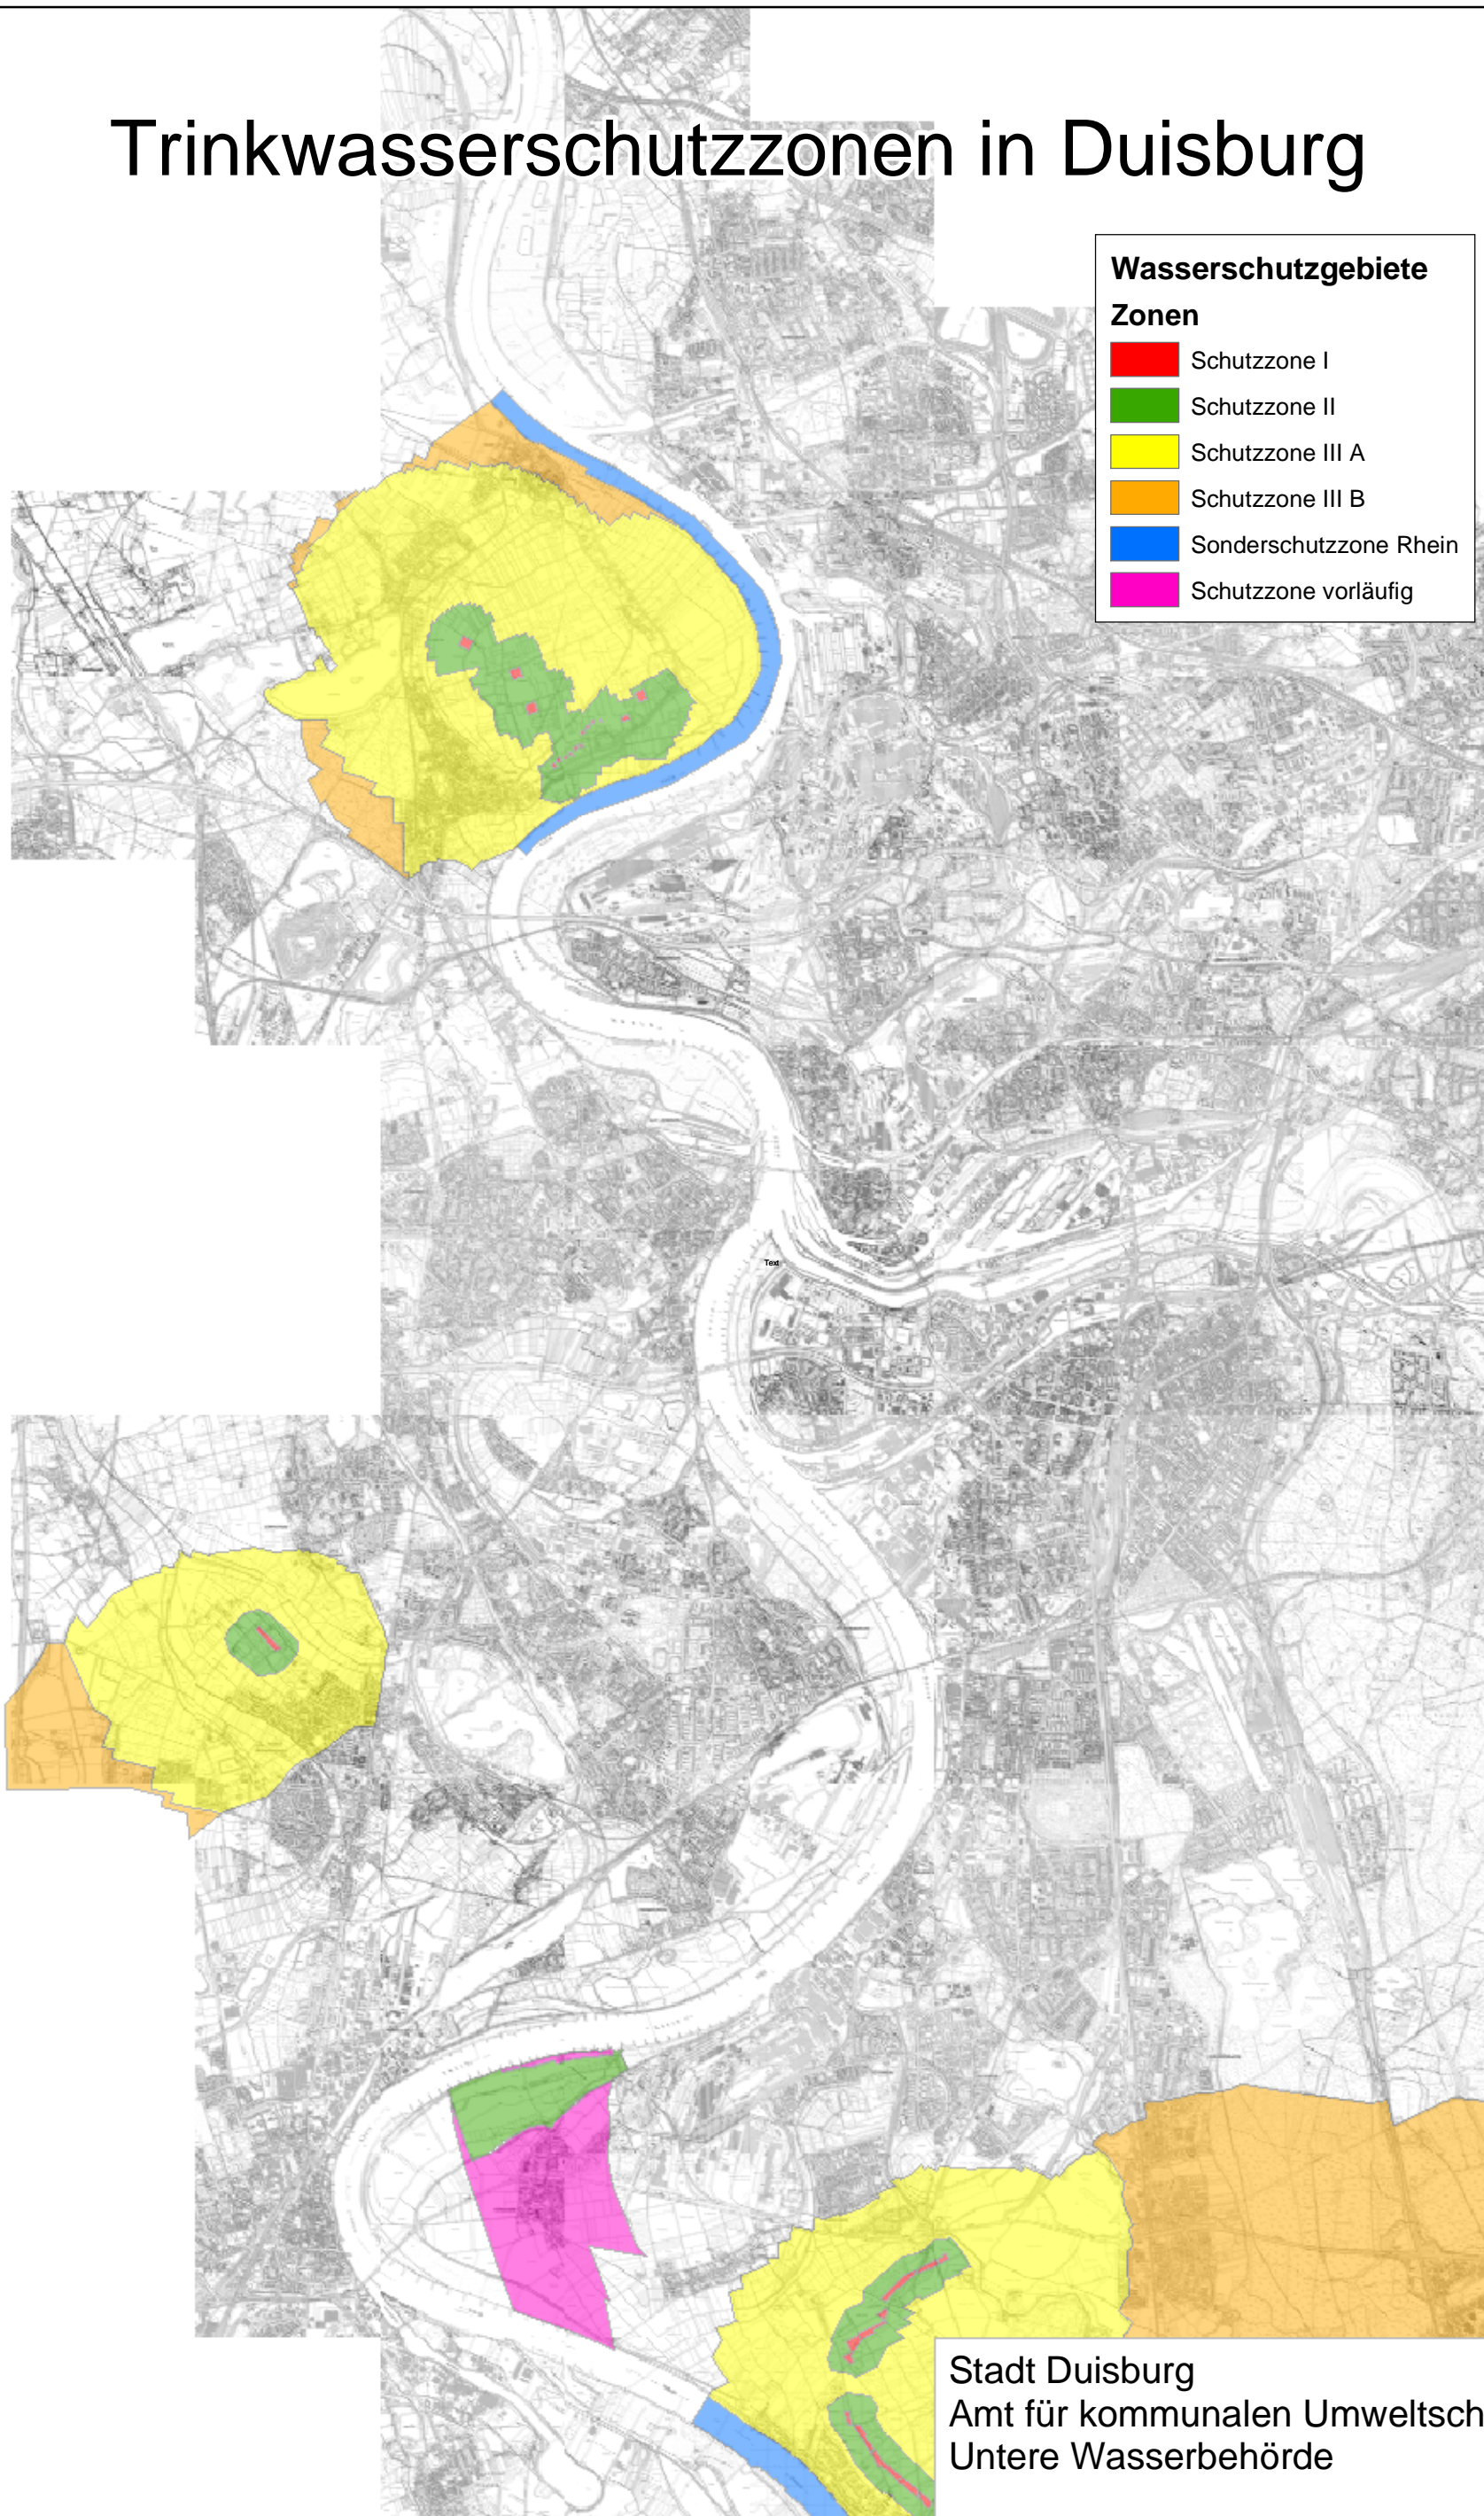 Trinkwasserschutzzonen in Duisburg
Wasserschutzgebiete
Zonen
Schutzzone I
Schutzzone II
Schutzzone III A
Schutzzone III B
Sonderschutzzone Rhein
Schutzzone vorläufig
Text
Stadt Duisburg
Amt für kommunalen Umweltsch
Untere Wasserbehörde